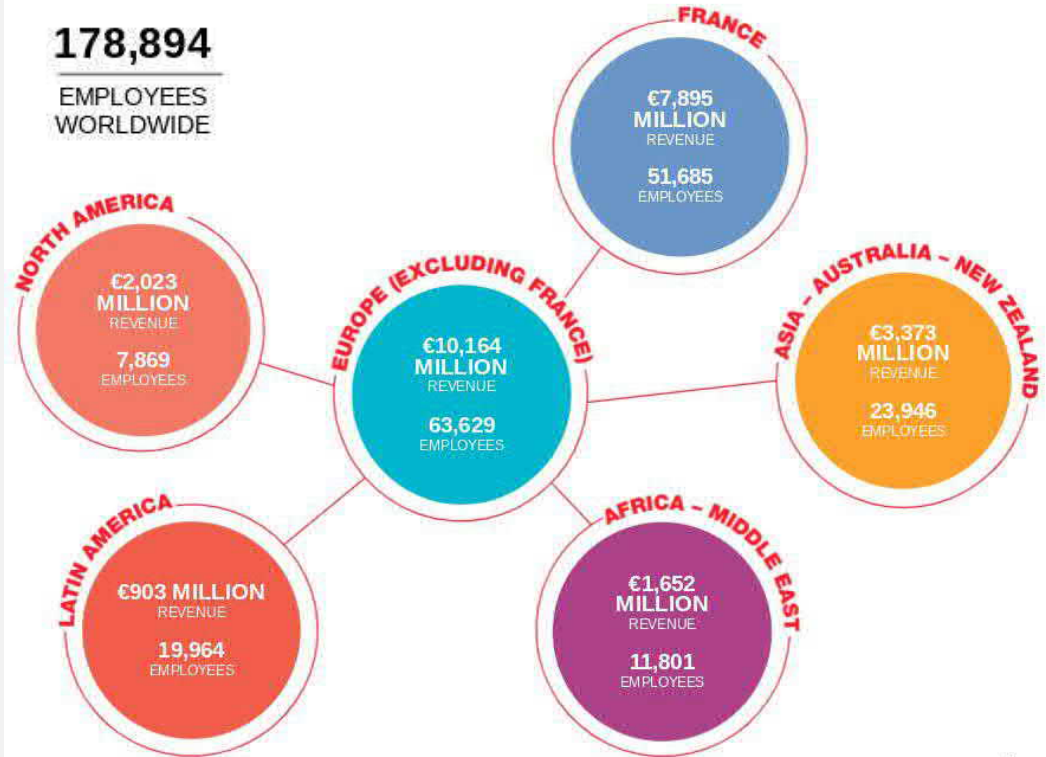 178,894
EMPLOYEES
WORLDWIDE
FRANCE
€7,895
MILLION
REVENUE
51,685
EMPLOYEES
NORTH AMERICA
€2,023
MILLION
REVENUE
7,869
EMPLOYEES
EUROPE (EXCLUDING FRANCE)
€10,164
MILLION
REVENUE
63,629
EMPLOYEES
ASIA – AUSTRALIA – NEW ZEALAND
€3,373
MILLION
REVENUE
23,946
EMPLOYEES
LATIN AMERICA
€903 MILLION
REVENUE
19,964
EMPLOYEES
AFRICA – MIDDLE EAST
€1,652
MILLION
REVENUE
11,801
EMPLOYEES